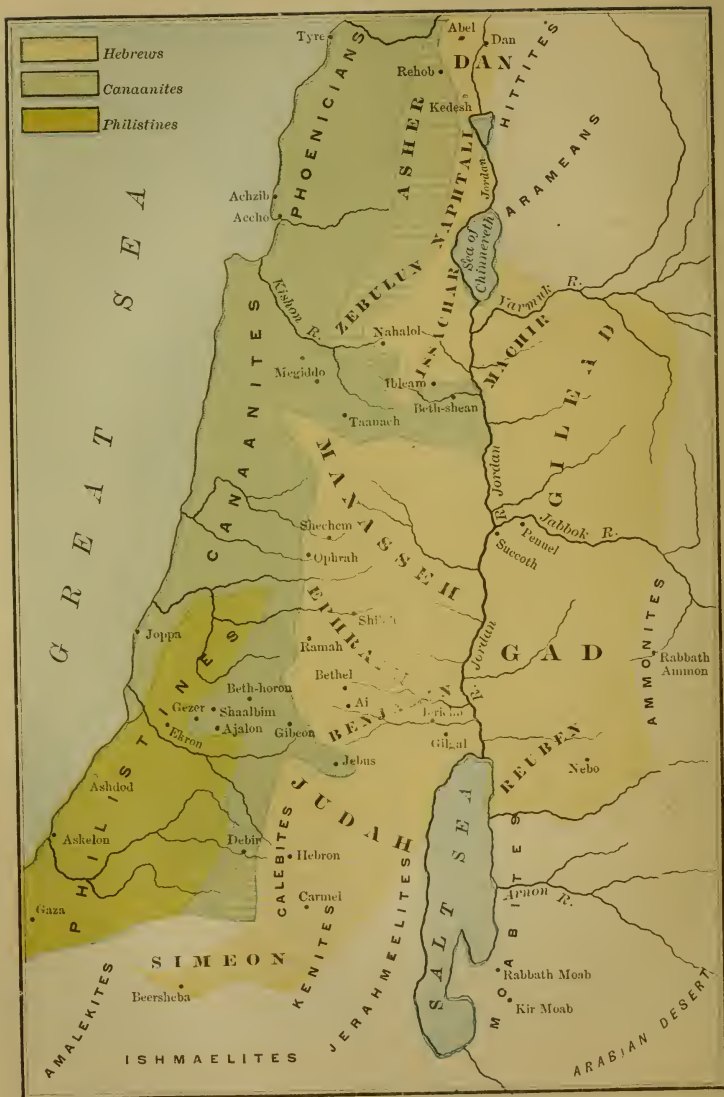 Hebrews
Canaanites
Philistines
Tyre
Abel
Dan
DAN
Rehob
Kedesh
HITTITES
PHOENICIANS
ASHER
NAPHTALI
Jordan
ARAMEANS
Achzib
Accho
Sea of
Chinnereth
GREAT SEA
Kishon R.
ZEBULUN
ISSACHAR
Yarmuk R.
MACHIR
Nahalol
Megiddo
Ibleam
Beth-shean
Taanach
CANAANITES
GILEAD
MANASSEH
R. Jordan
Jabbok R.
Penuel
Succoth
Shechem
Ophrah
EPHRAIM
Shiloh
Joppa
Ramah
R. Jordan
GAD
AMMONITES
Rabbath
Ammon
Bethel
Beth-horon
Ai
Gezer
Shaalbim
Ajalon
Gibeon
BENJAMIN
Jericho
Gilgal
Ekron
PHILISTINES
Jebus
REUBEN
Nebo
Ashdod
JUDAH
Askelon
Debir
Hebron
CALEBITES
SALT SEA
Carmel
Arnon R.
Gaza
SIMEON
KENITES
JERAHMEELITES
MOABITES
Rabbath Moab
Kir Moab
Beersheba
AMALEKITES
ISHMAELITES
ARABIAN DESERT